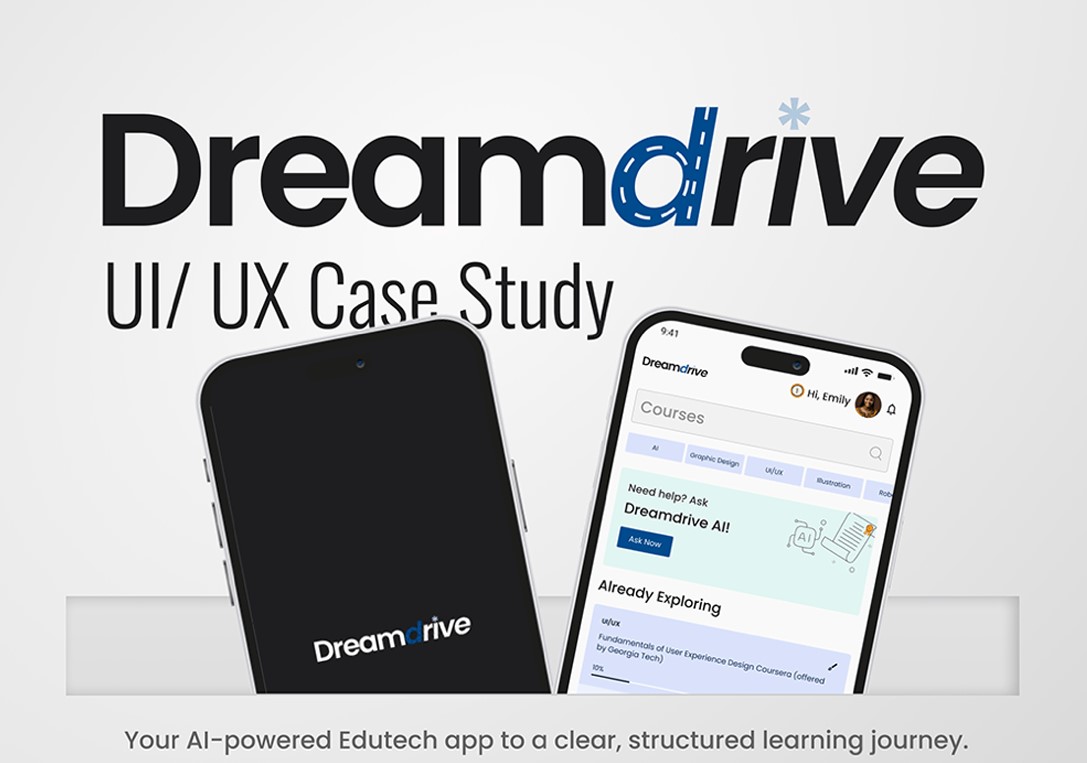 Dreamdrive
UI/ UX Case Study
9:41
Dreamdrive
Hi, Emily
Courses
AI
Graphic Design
UI/UX
Illustration
Rob
Need help? Ask
Dreamdrive AI!
AI
Ask Now
Already Exploring
UI/UX
Fundamentals of User Experience Design Coursera (offered
by Georgia Tech)
10%
Dreamdrive
Your AI-powered Edutech app to a clear, structured learning journey.